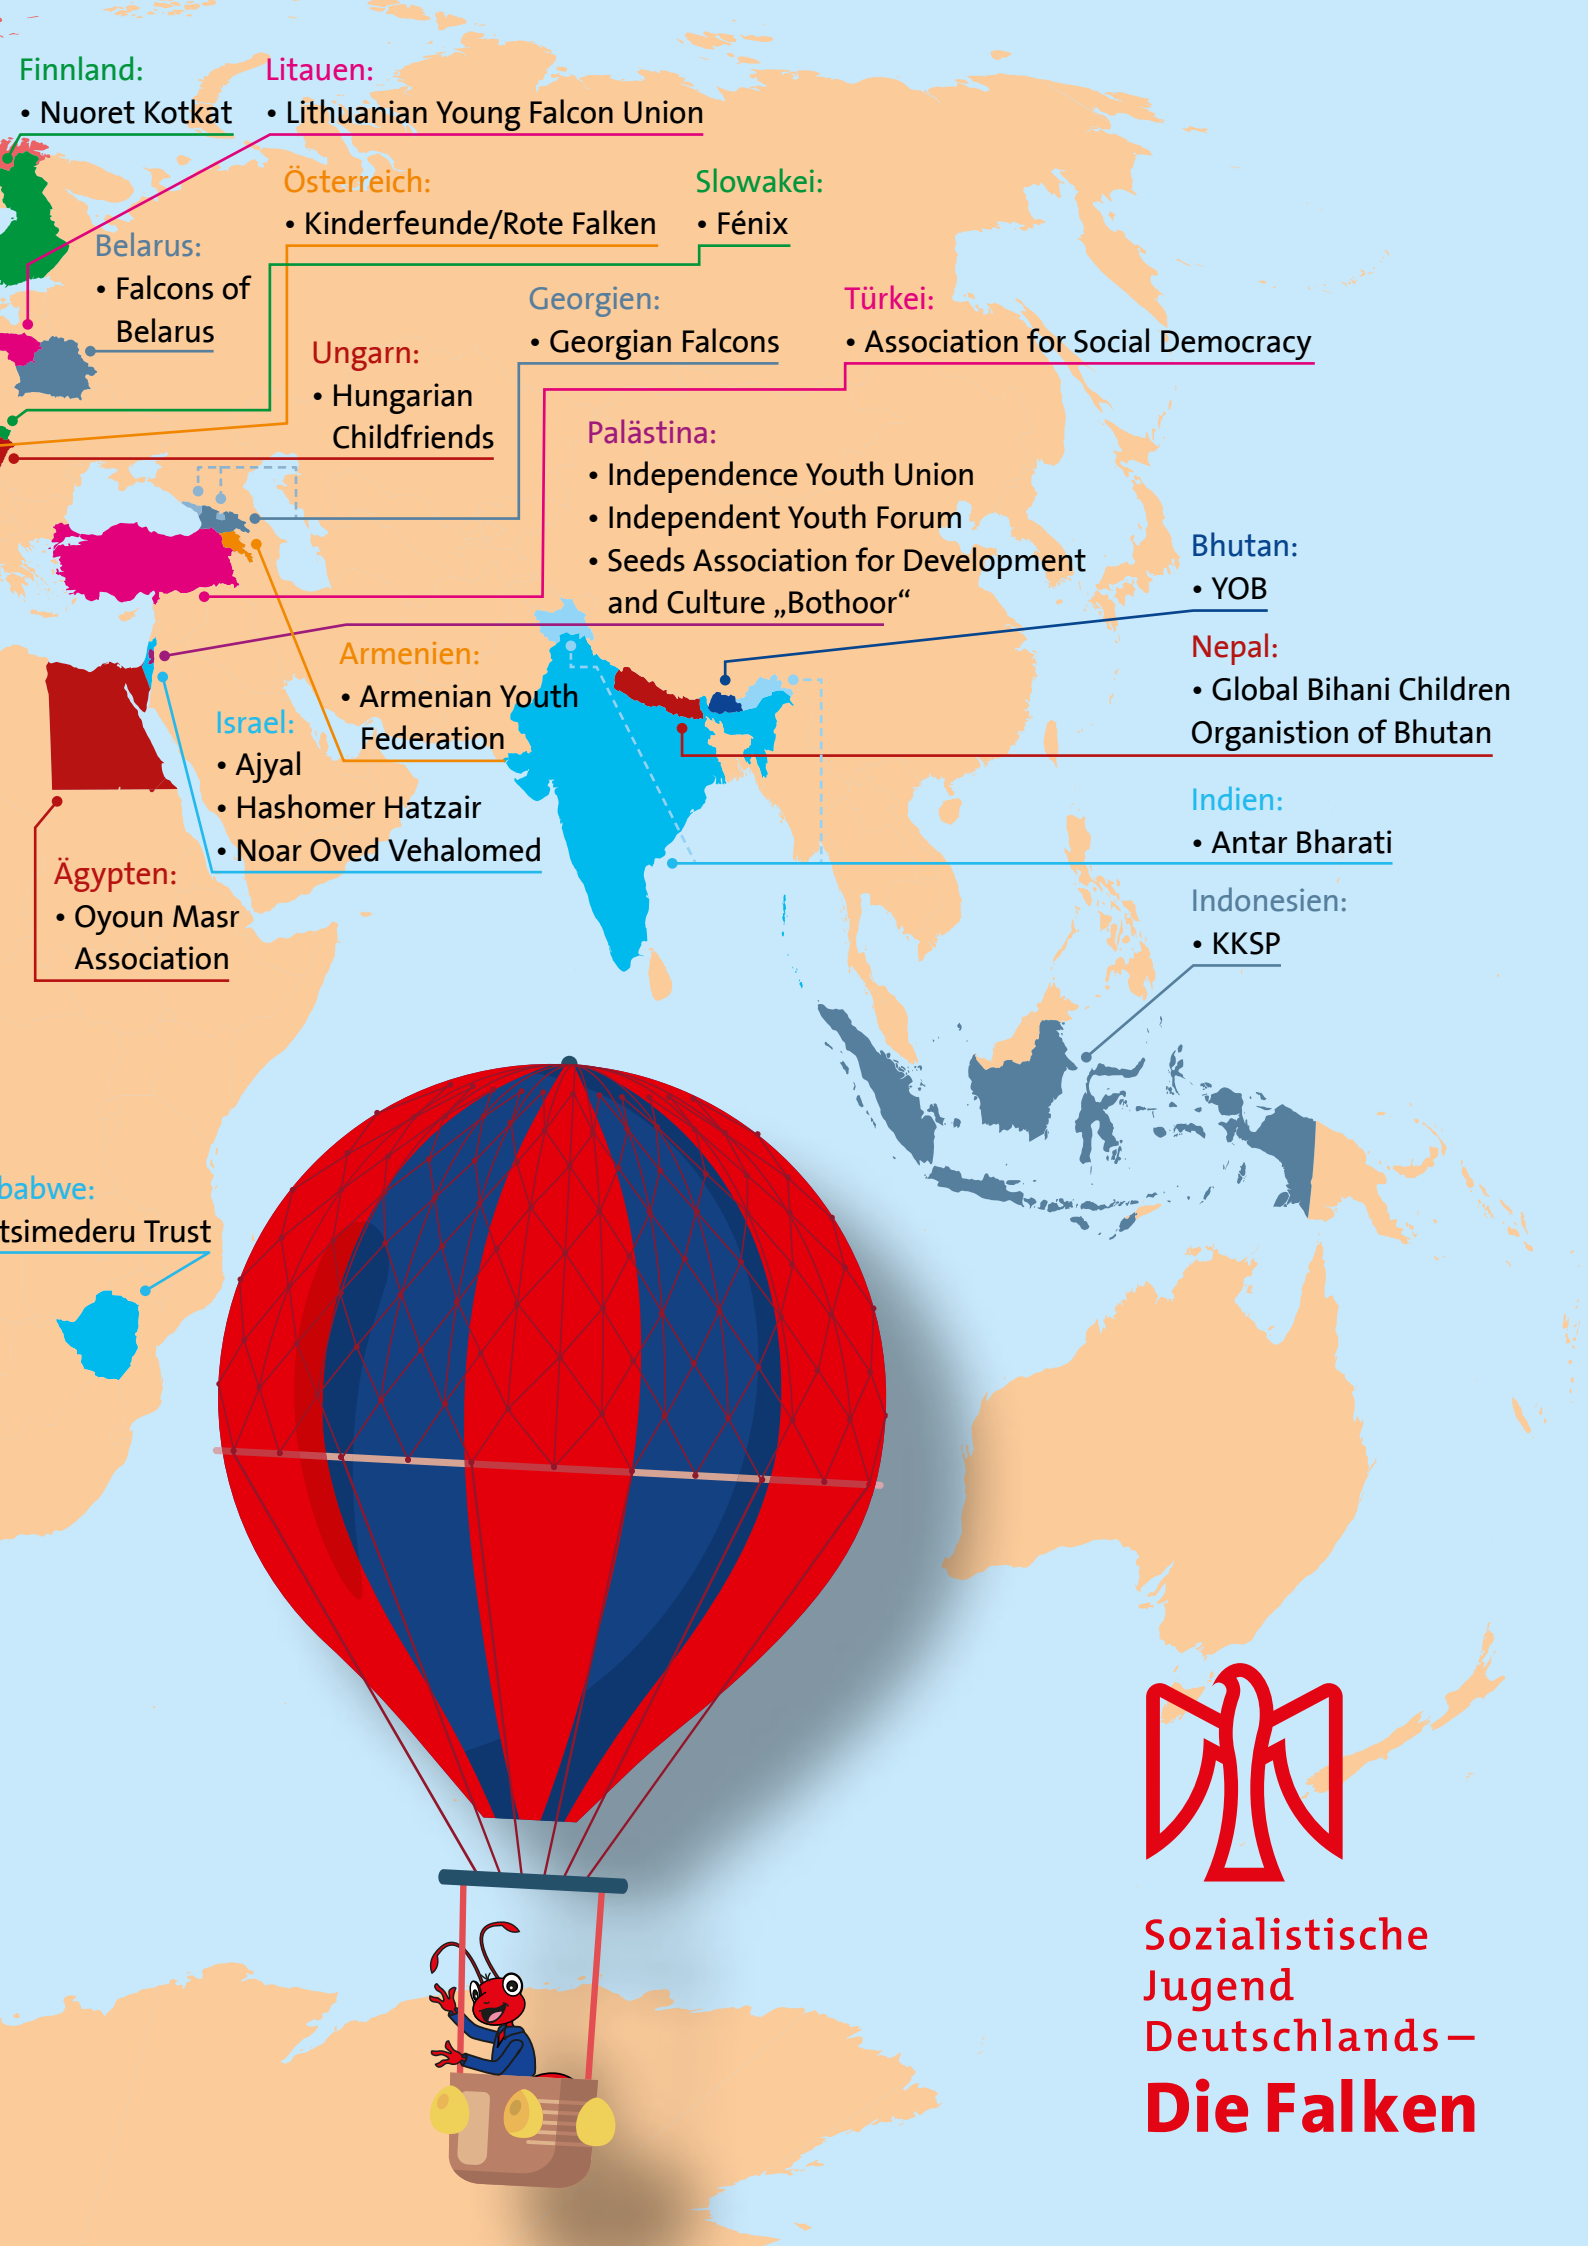 Finnland:
• Nuoret Kotkat
Litauen:
• Lithuanian Young Falcon Union
Österreich:
• Kinderfeunde/Rote Falken
Slowakei:
• Fénix
Belarus:
• Falcons of
Belarus
Georgien:
• Georgian Falcons
Türkei:
• Association for Social Democracy
Ungarn:
• Hungarian
Childfriends
Palästina:
• Independence Youth Union
• Independent Youth Forum
• Seeds Association for Development
and Culture „Bothoor“
Bhutan:
• YOB
Nepal:
• Global Bihani Children
Organistion of Bhutan
Armenien:
• Armenian Youth
Federation
Israel:
• Ajyal
• Hashomer Hatzair
• Noar Oved Vehalomed
Indien:
• Antar Bharati
Ägypten:
• Oyoun Masr
Association
Indonesien:
• KKSP
babwe:
tsimederu Trust
Sozialistische
Jugend
Deutschlands –
Die Falken